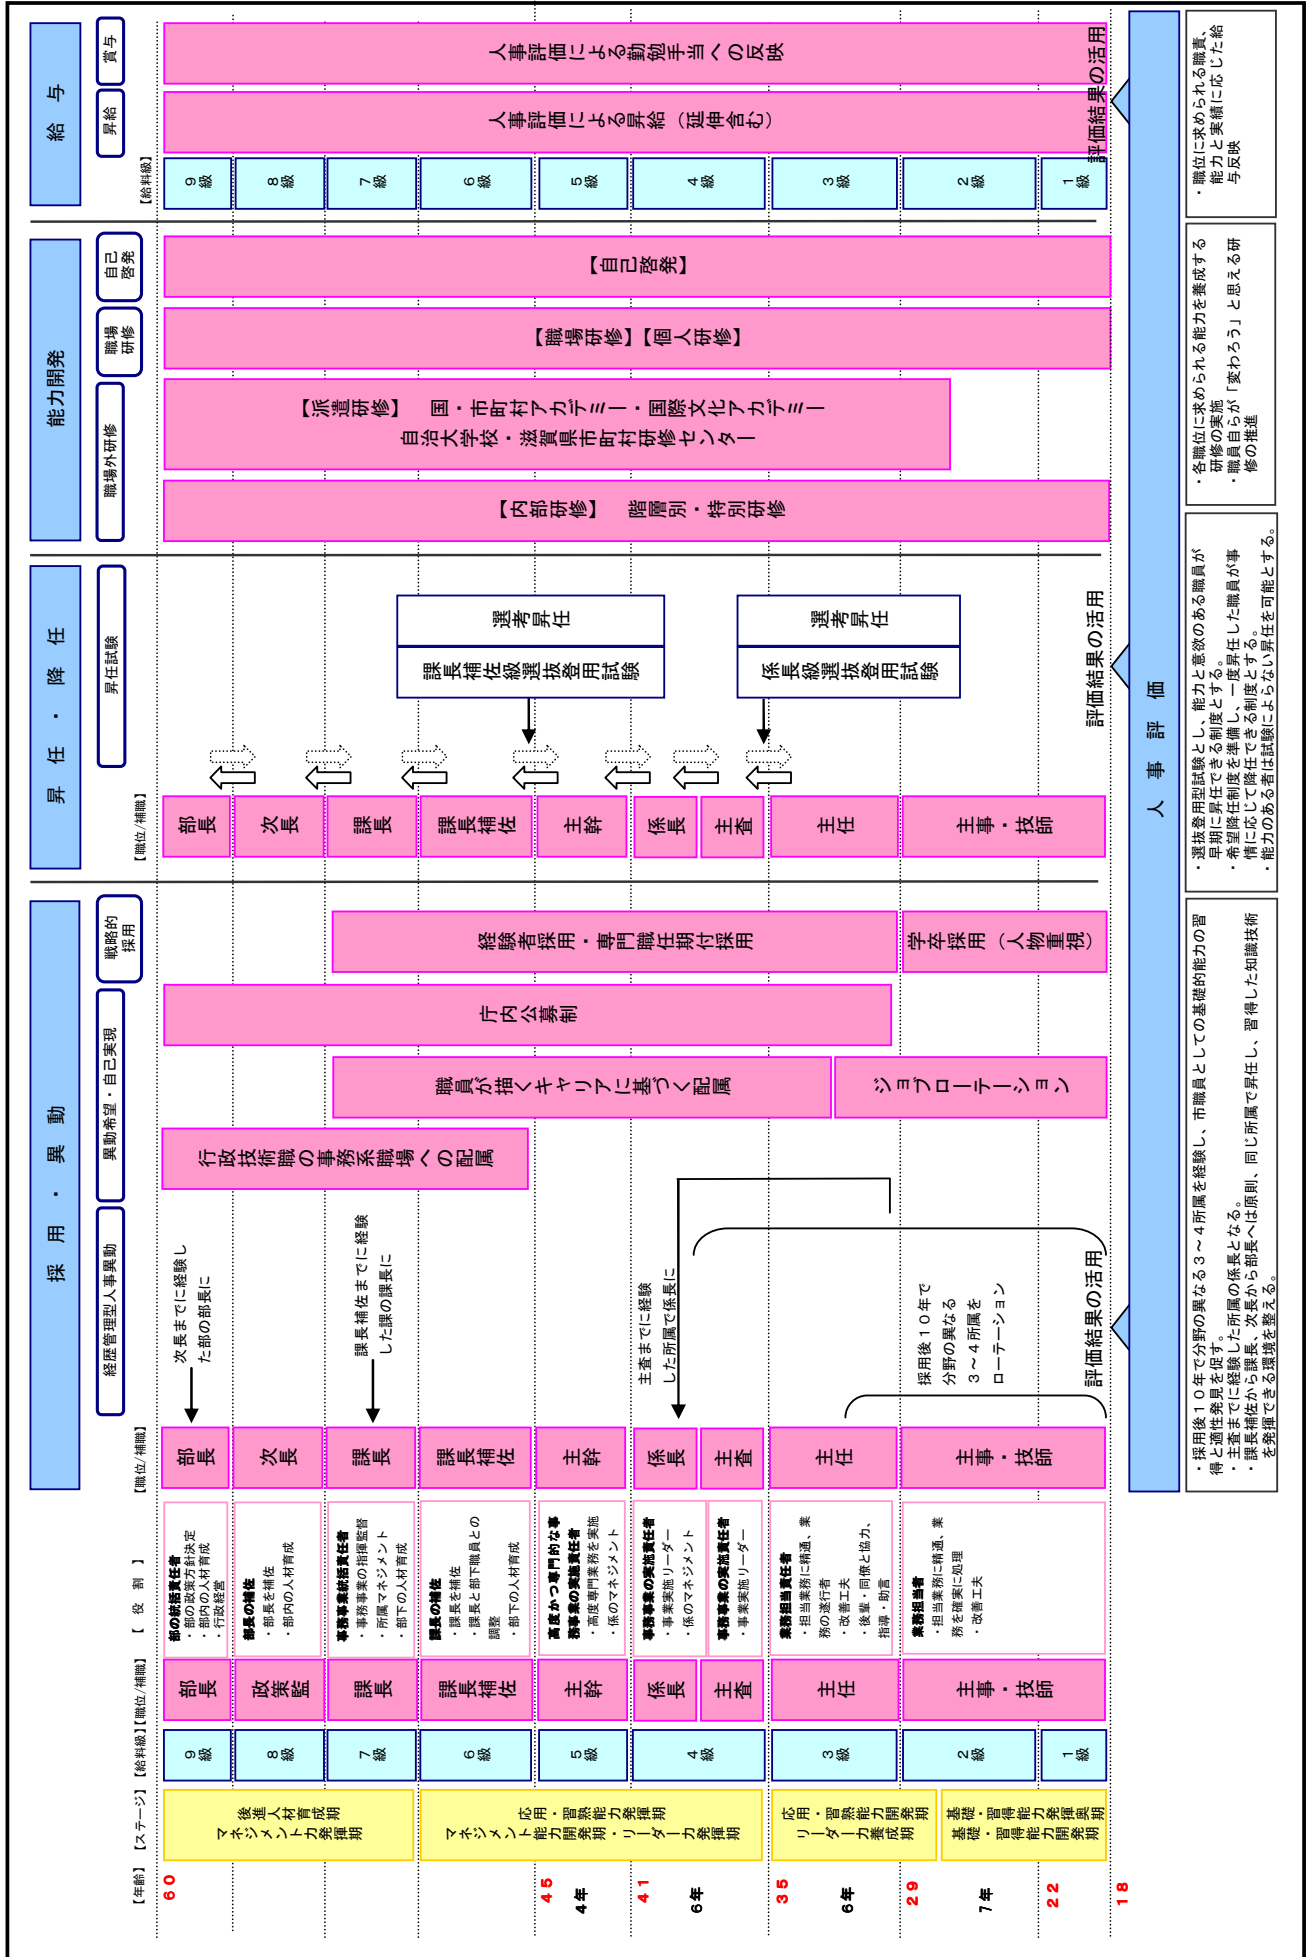 採 用 ・ 異 動
昇 任 ・ 降 任
能力開発
給 与
【年齢】
【ステージ】
【給料級】
【職位/補職】
【 役 割 】
【職位/補職】
経歴管理型人事異動
異動希望・自己実現
戦略的
採用
【職位/補職】
昇任試験
職場外研修
職場
研修
自己
啓発
【給料級】
昇給
賞与
60
45
4年
41
6年
35
6年
29
7年
22
18
後進人材育成期
マネジメント力発揮期
応用・習熟能力発揮期
マネジメント能力開発期・リーダー力発揮期
応用・習熟能力開発期
リーダー力養成期
基礎・習得能力発揮奥期
基礎・習得能力開発期
9級
8級
7級
6級
5級
4級
3級
2級
1級
部長
政策監
課長
課長補佐
主幹
係長
主査
主任
主事・技師
部の統括責任者
・部の政策方針決定
・部内の人材育成
・行政経営
部長の補佐
・部長を補佐
・部内の人材育成
事務事業統括責任者
・事務事業の指揮監督
・所属マネジメント
・部下の人材育成
課長の補佐
・課長を補佐
・課長と部下職員との
調整
・部下の人材育成
高度かつ専門的な事
務事業の実施責任者
・高度専門業務を実施
・係のマネジメント
事務事業の実施責任者
・事業実施リーダー
・係のマネジメント
事務事業の実施責任者
・事業実施リーダー
業務担当責任者
・担当業務に精通、業
務の遂行者
・改善工夫
・後輩・同僚と協力、
指導・助言
業務担当者
・担当業務に精通、業
務を確実に処理
・改善工夫
部長
次長
課長
課長補佐
主幹
係長
主査
主任
主事・技師
次長までに経験し
た部の部長に
課長補佐までに経験
した課の課長に
主査までに経験
した所属で係長に
採用後10年で
分野の異なる
3～4所属を
ローテーション
行政技術職の事務系職場への配属
職員が描くキャリアに基づく配属
ジョブローテーション
庁内公募制
経験者採用・専門職任期付採用
学卒採用（人物重視）
部長
次長
課長
課長補佐
主幹
係長
主査
主任
主事・技師
選考昇任
課長補佐級選抜登用試験
選考昇任
係長級選抜登用試験
【内部研修】 階層別・特別研修
【派遣研修】 国・市町村アカデミー・国際文化アカデミー
自治大学校・滋賀県市町村研修センター
【職場研修】【個人研修】
【自己啓発】
9級
8級
7級
6級
5級
4級
3級
2級
1級
人事評価による昇給（延伸含む）
人事評価による勤勉手当への反映
評価結果の活用
評価結果の活用
評価結果の活用
人 事 評 価
・採用後10年で分野の異なる3～4所属を経験し、市職員としての基礎的能力の習
得と適性発見を促す。
・主査までに経験した所属の係長となる。
・課長補佐から課長、次長から部長へは原則、同じ所属で昇任し、習得した知識技術
を発揮できる環境を整える。
・選抜登用型試験とし、能力と意欲のある職員が
早期に昇任できる制度とする。
・希望降任制度を準備し、一度昇任した職員が事
情に応じて降任できる制度とする。
・能力のある者は試験によらない昇任を可能とする。
・各職位に求められる能力を養成する
研修の実施
・職員自らが「変わろう」と思える研
修の推進
・職位に求められる職責、
能力と実績に応じた給
与反映